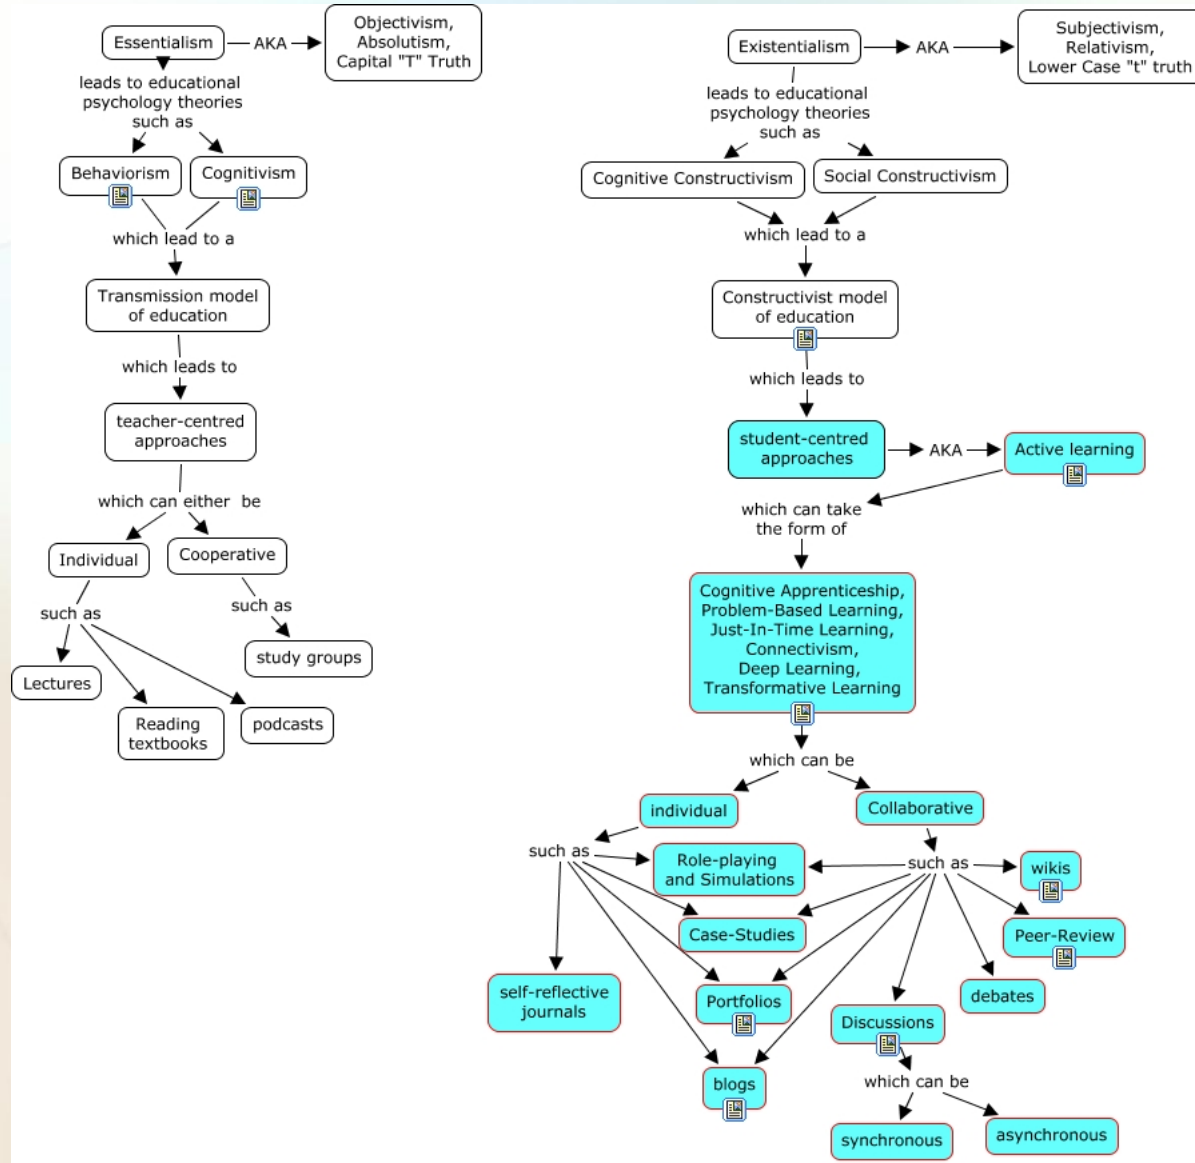 Essentialism
AKA
Objectivism,
Absolutism,
Capital "T" Truth
leads to educational
psychology theories
such as
Behaviorism
Cognitivism
which lead to a
Transmission model
of education
which leads to
teacher-centred
approaches
which can either be
Individual
Cooperative
such as
such as
Lectures
Reading
textbooks
podcasts
study groups
Existentialism
AKA
Subjectivism,
Relativism,
Lower Case "t" truth
leads to educational
psychology theories
such as
Cognitive Constructivism
Social Constructivism
which lead to a
Constructivist model
of education
which leads to
student-centred
approaches
AKA
Active learning
which can take
the form of
Cognitive Apprenticeship,
Problem-Based Learning,
Just-In-Time Learning,
Connectivism,
Deep Learning,
Transformative Learning
which can be
individual
Collaborative
such as
Role-playing
and Simulations
such as
wikis
Case-Studies
Peer-Review
self-reflective
journals
Portfolios
debates
Discussions
blogs
which can be
synchronous
asynchronous